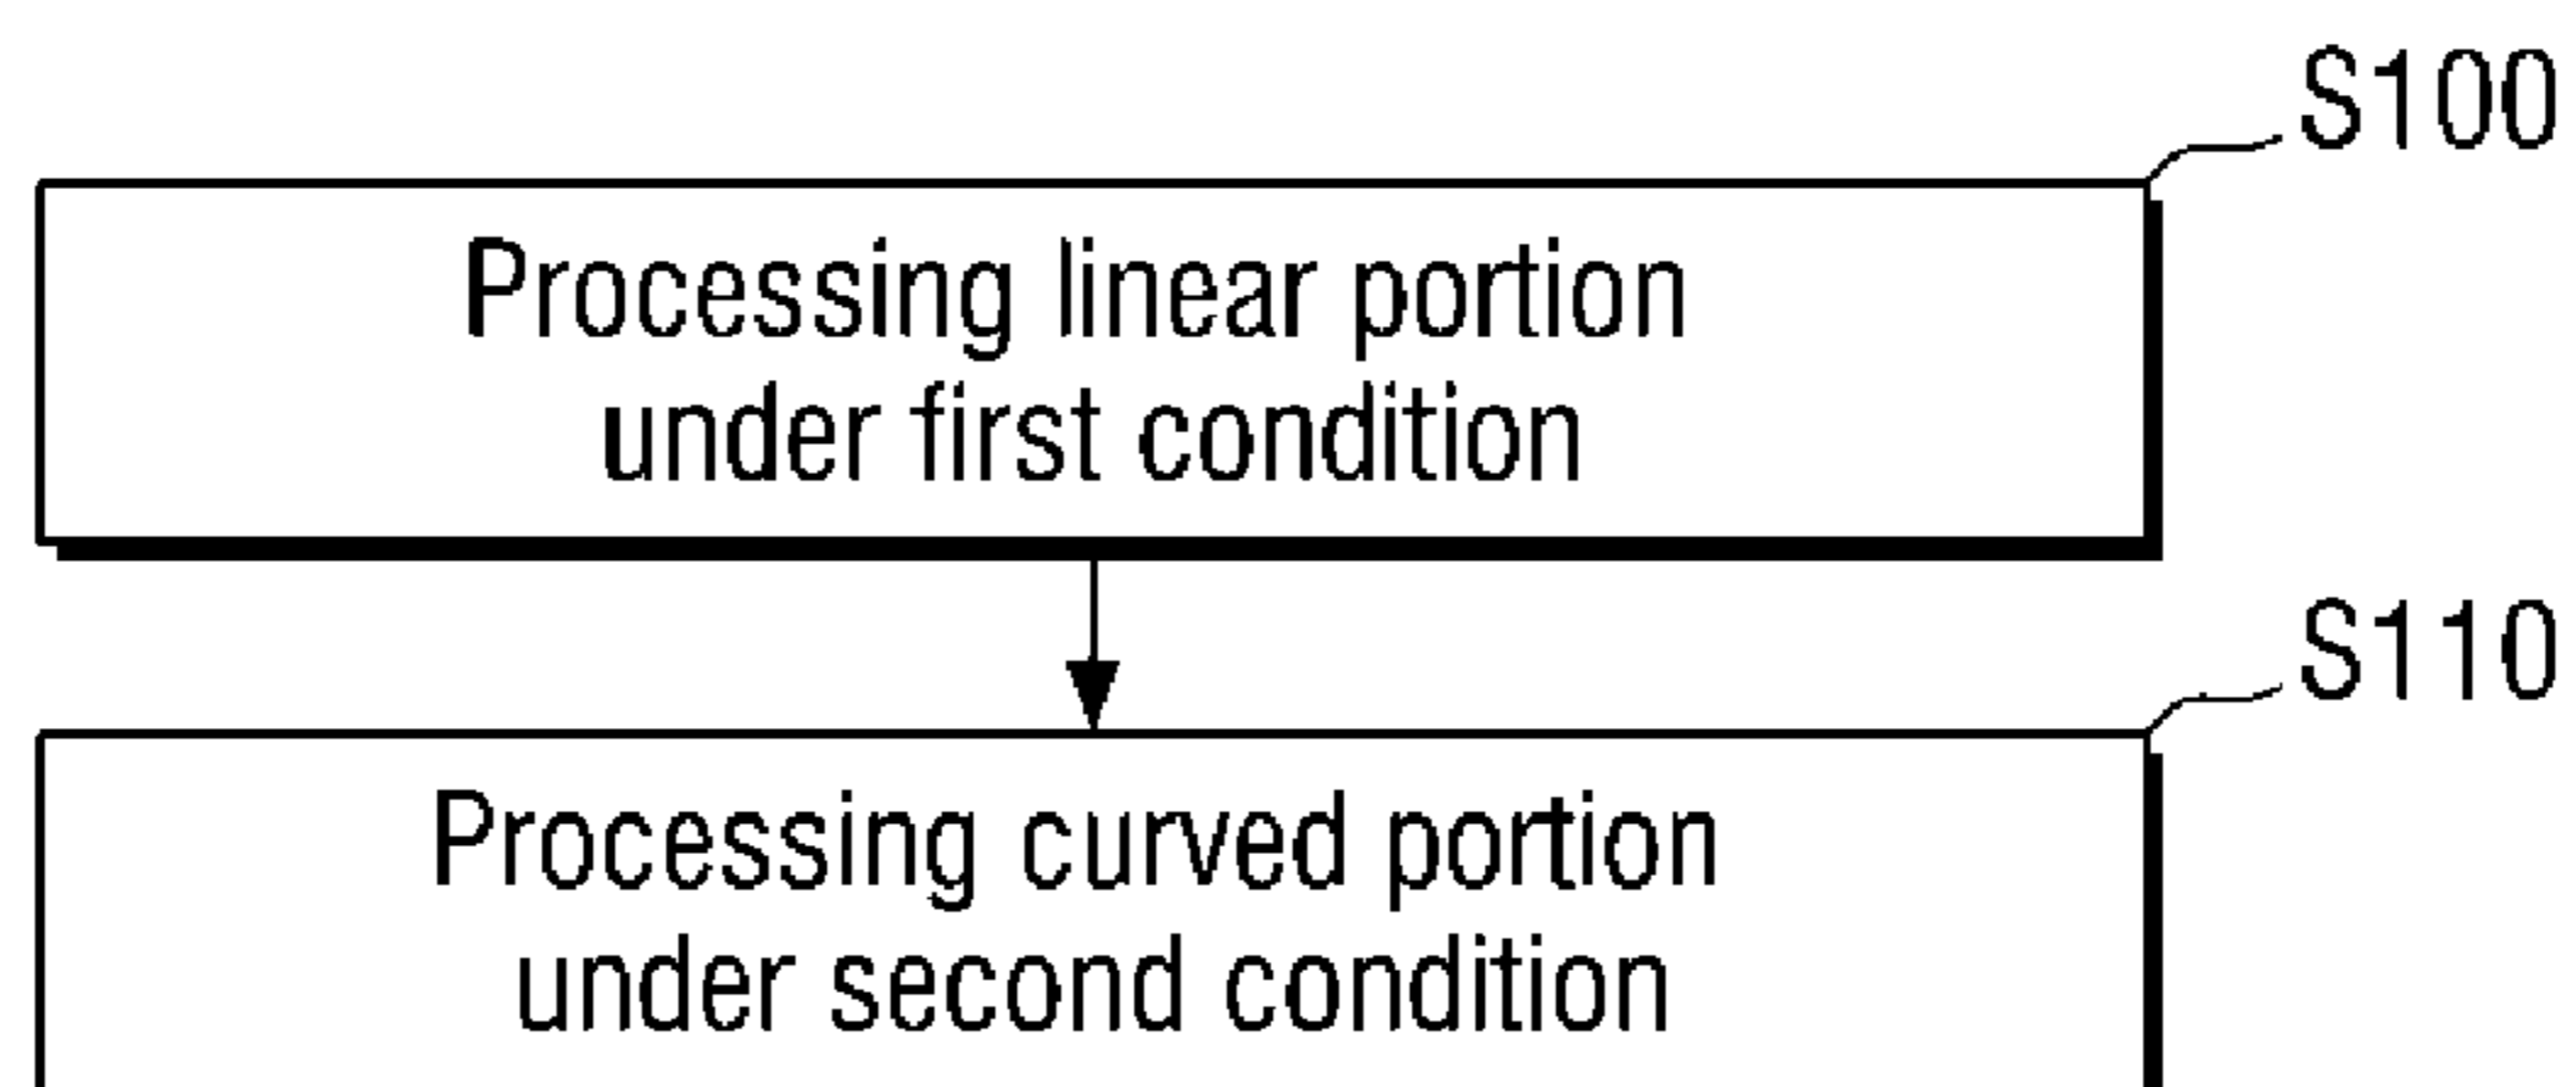 S100
Processing linear portion
under first condition
S110
Processing curved portion
under second condition